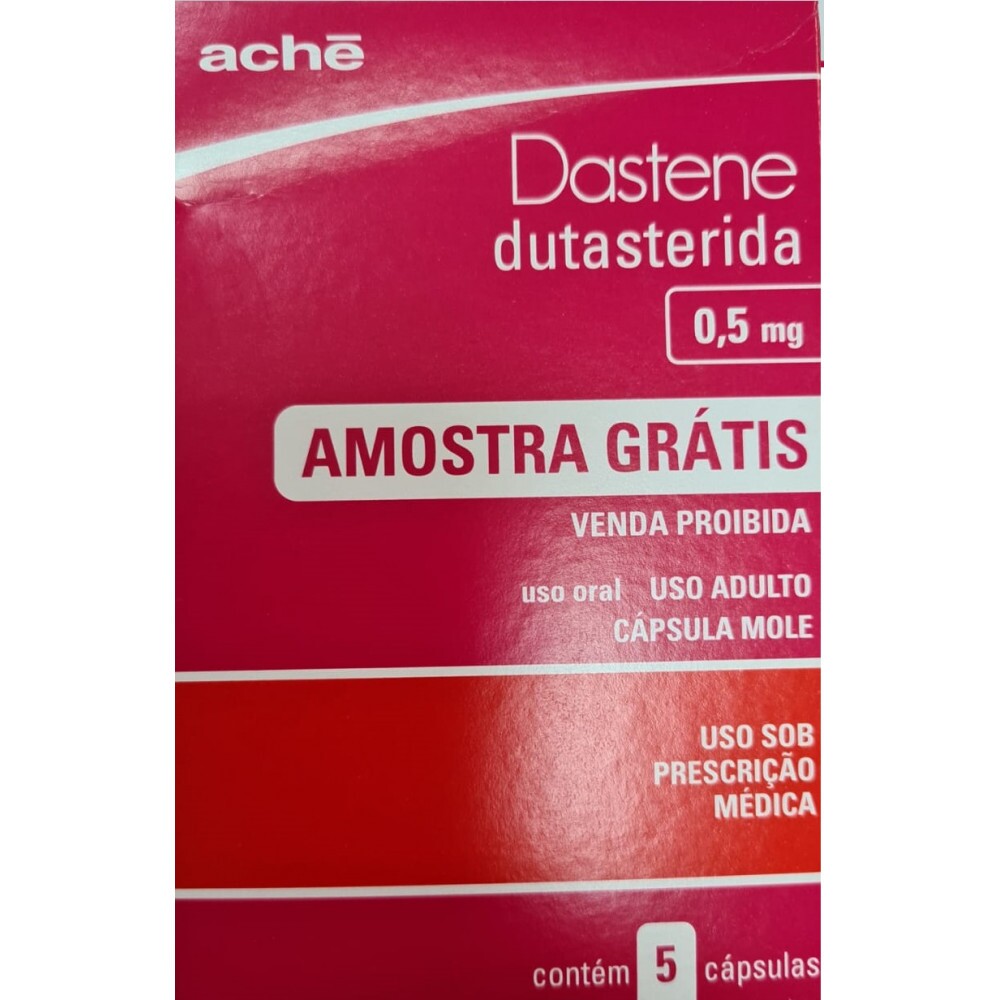 achē
Dastene
dutasterida
0,5 mg
AMOSTRA GRÁTIS
VENDA PROIBIDA
uso oral USO ADULTO
CÁPSULA MOLE
USO SOB
PRESCRIÇÃO
MÉDICA
contém 5 cápsulas